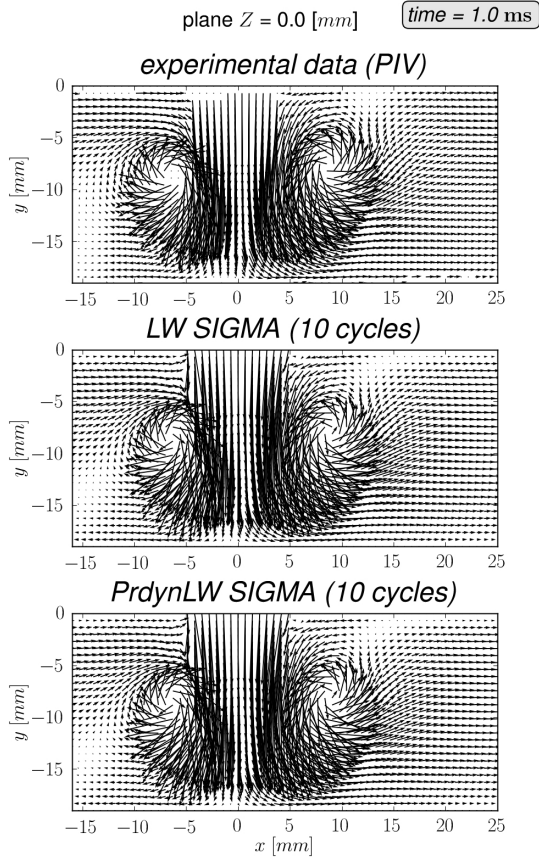 plane Z = 0.0 [mm]
time = 1.0 ms
experimental data (PIV)
0
−5
−10
−15
y [mm]
−15 −10 −5 0 5 10 15 20 25
LW SIGMA (10 cycles)
0
−5
−10
−15
y [mm]
−15 −10 −5 0 5 10 15 20 25
PrdynLW SIGMA (10 cycles)
0
−5
−10
−15
y [mm]
−15 −10 −5 0 5 10 15 20 25
x [mm]